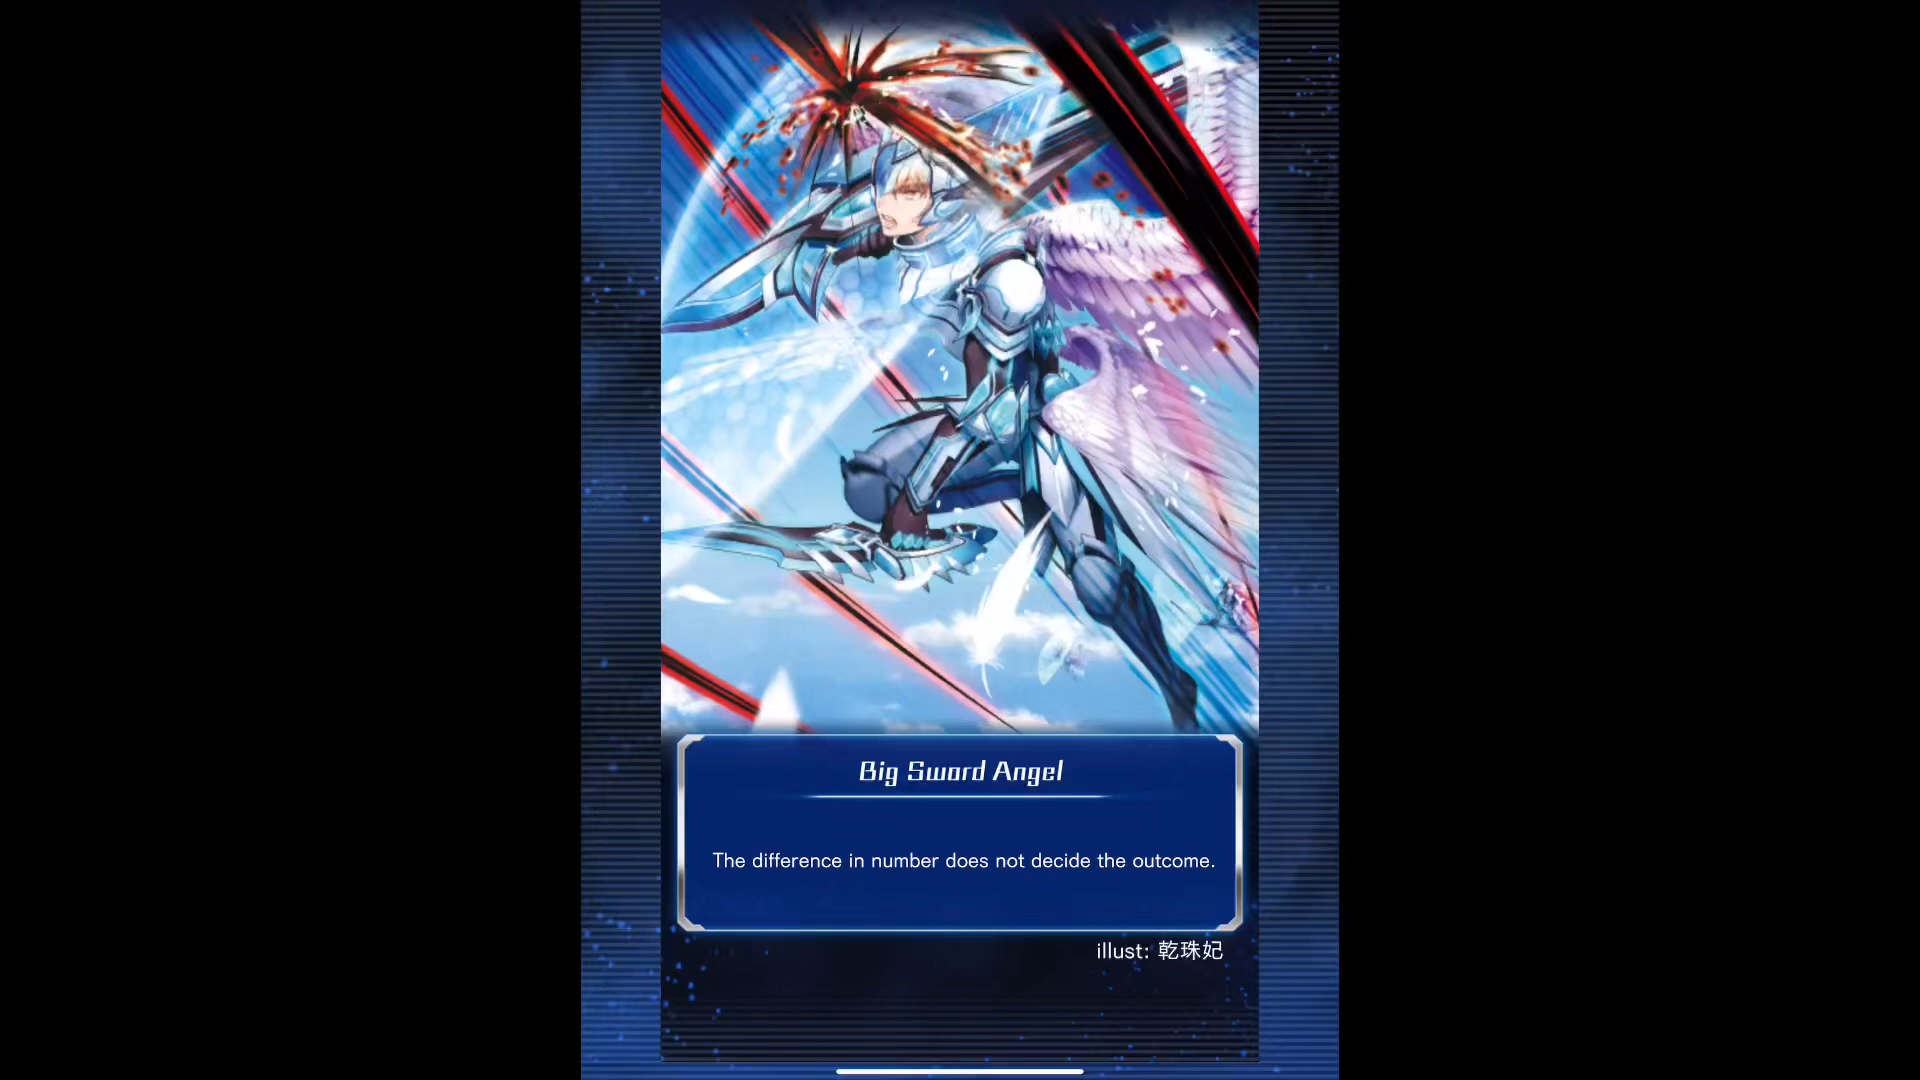 Big Sword Angel
The difference in number does not decide the outcome.
illust: 乾珠妃